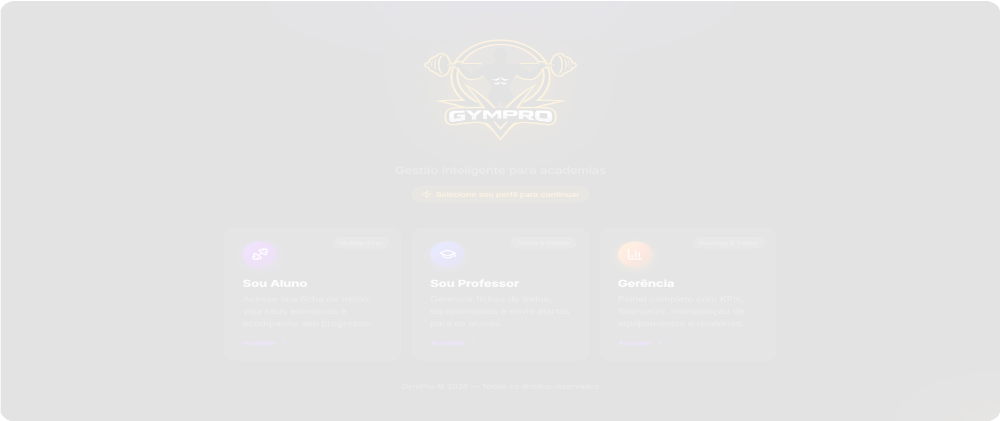 GYMPRO
Gestão inteligente para academias
Selecione seu perfil para continuar
Mobile-First
Sou Aluno
Acesse sua ficha de treino,
veja seus exercícios e
acompanhe seu progresso.
Acessar
Tablet & Mobile
Sou Professor
Gerencie fichas de treino,
equipamentos e envie alertas
para os alunos.
Acessar
Desktop & Tablet
Gerência
Painel completo com KPIs,
financeiro, manutenção de
equipamentos e relatórios.
Acessar
GymPro © 2026 — Todos os direitos reservados